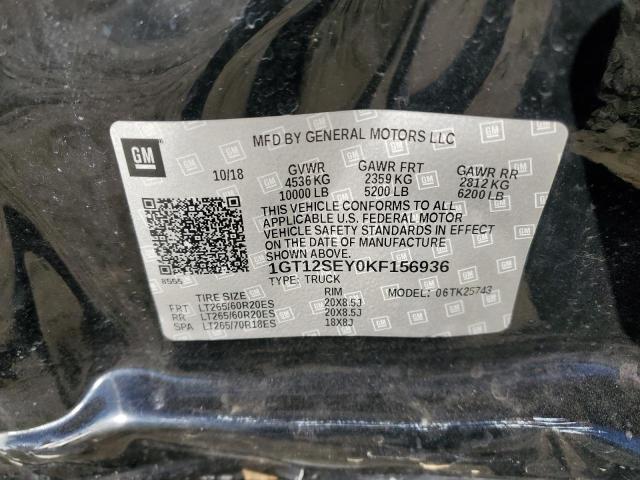 GM
MFD BY GENERAL MOTORS LLC
10/18 GVWR GAWR FRT GAWR RR
4536 KG 2359 KG 2812 KG
10000 LB 5200 LB 6200 LB
THIS VEHICLE CONFORMS TO ALL
APPLICABLE U.S. FEDERAL MOTOR
VEHICLE SAFETY STANDARDS IN EFFECT
ON THE DATE OF MANUFACTURE
SHOWN ABOVE.
8555 1GT12SEY0KF156936
TYPE: TRUCK MODEL: 06TK25743
TIRE SIZE RIM
FRT LT265/60R20ES 20X8.5J
RR LT265/60R20ES 20X8.5J
SPA LT265/70R18ES 18X8J